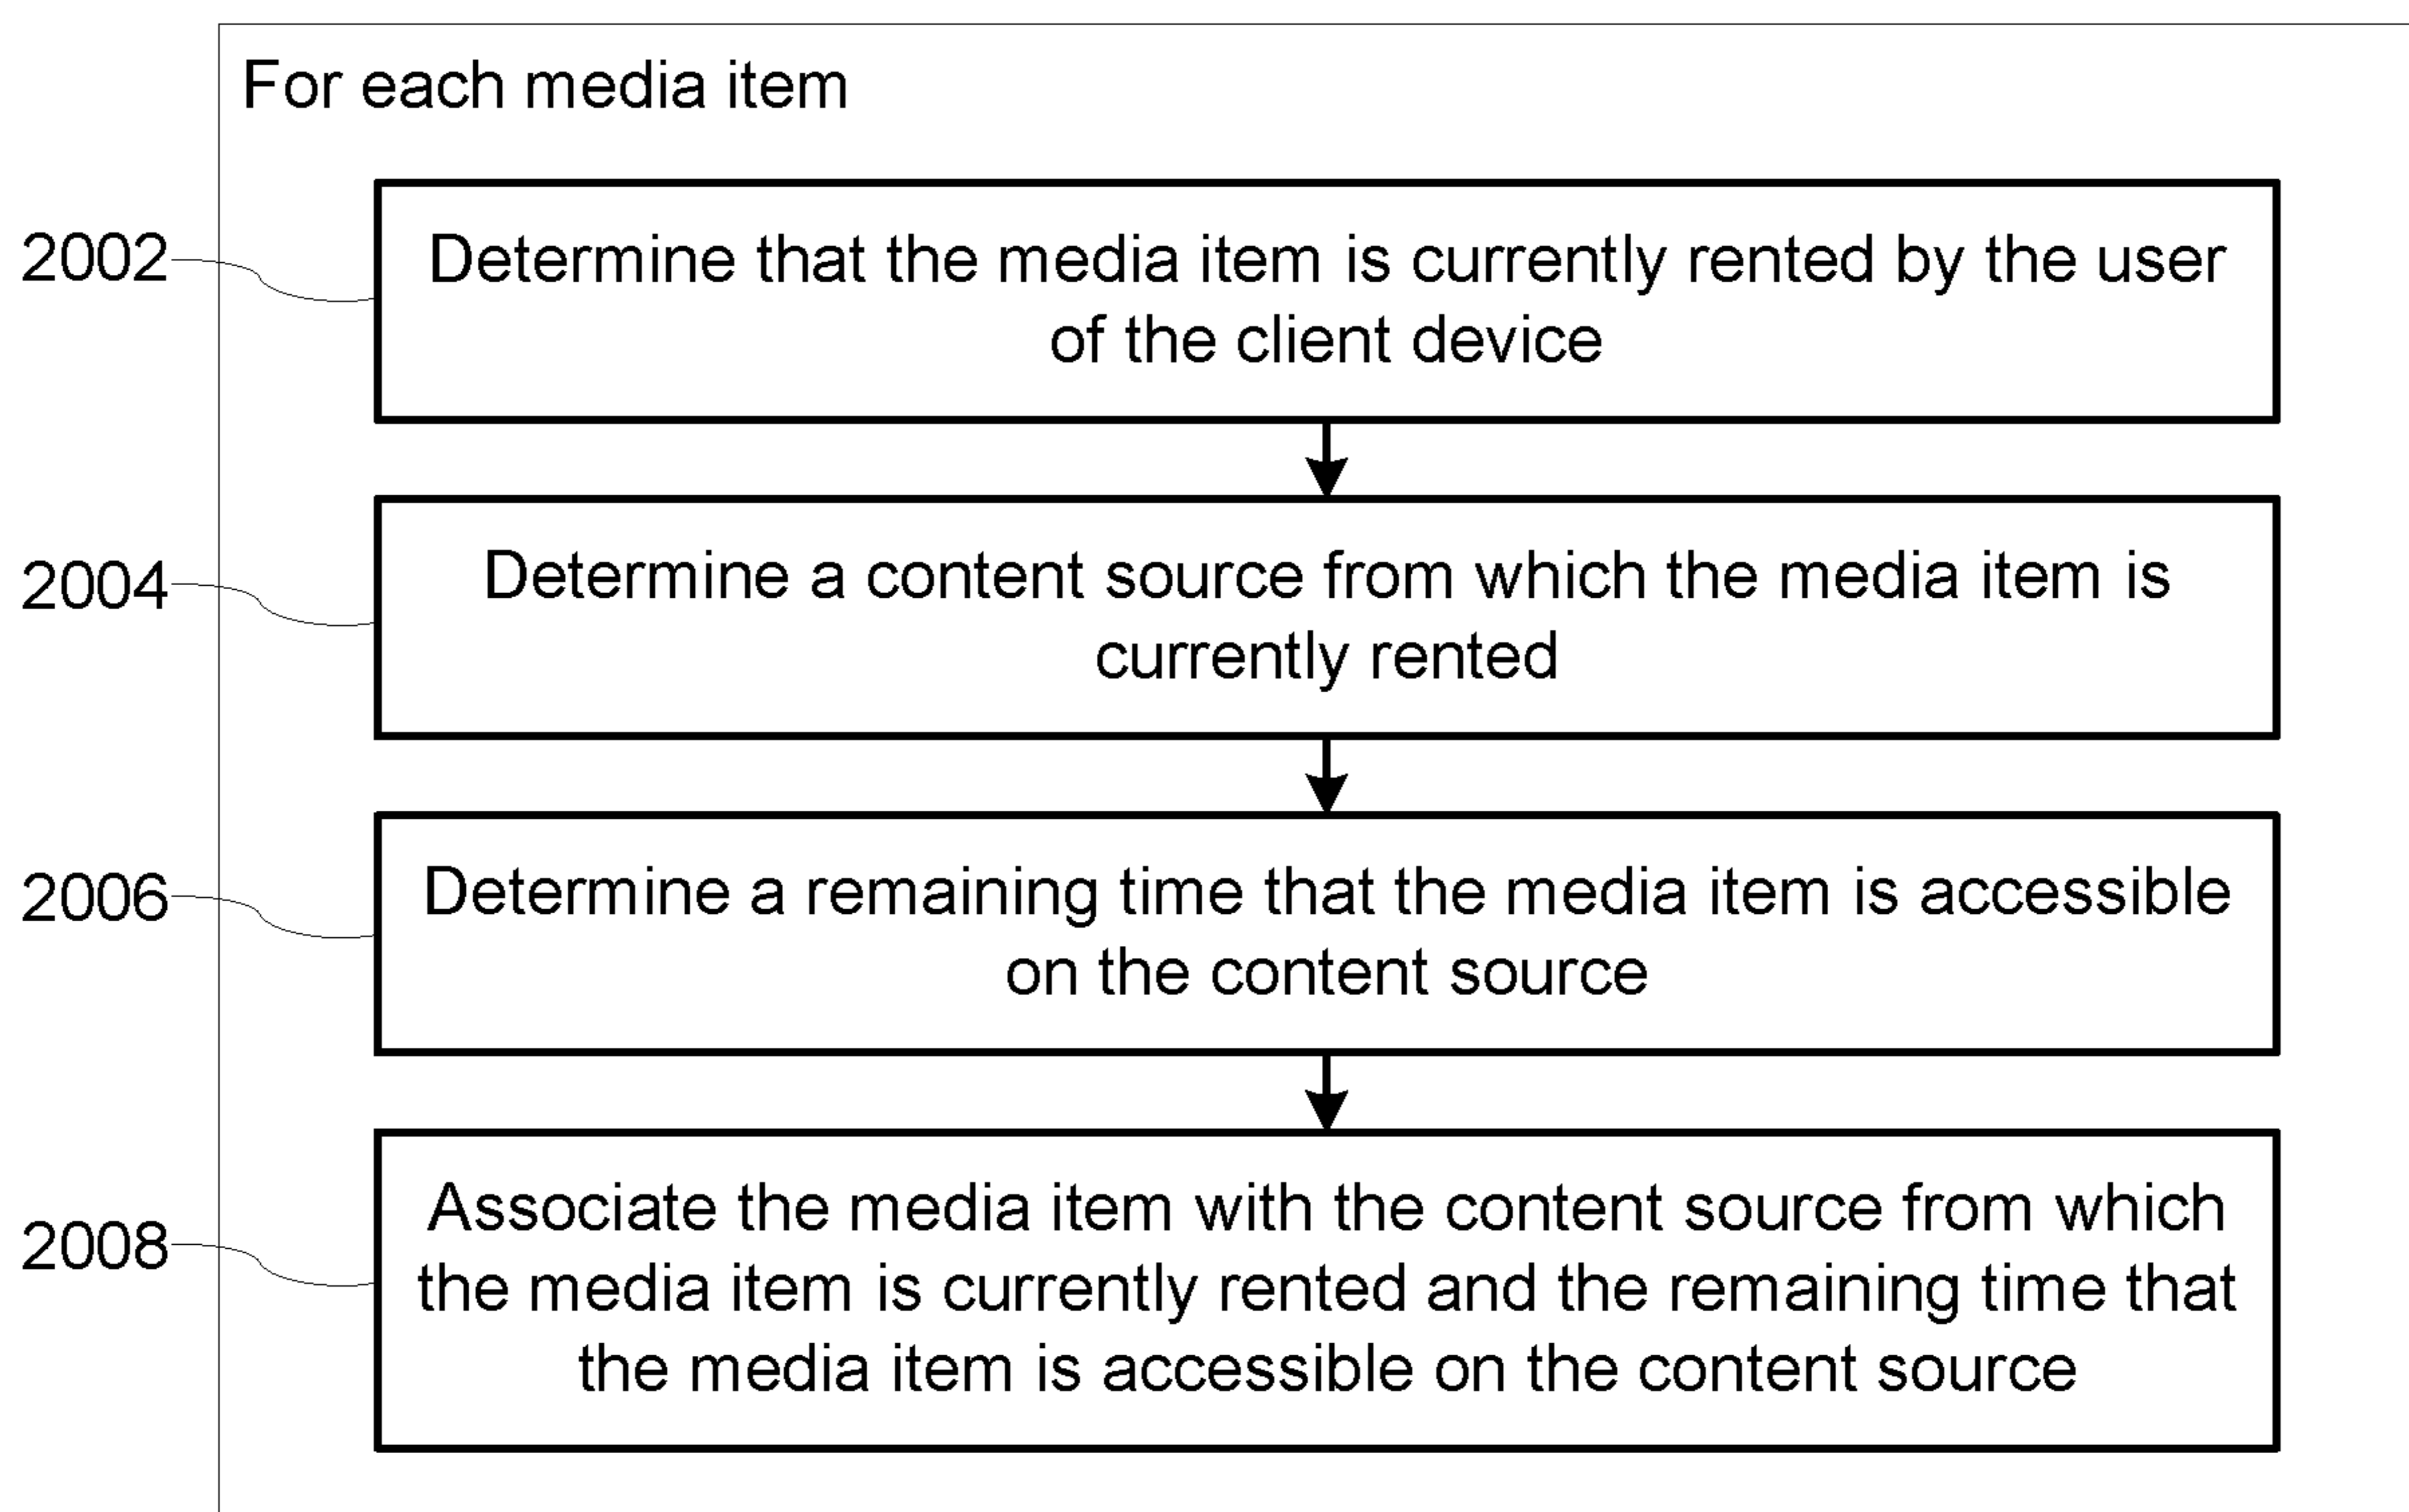 For each media item
2002
Determine that the media item is currently rented by the user
of the client device
2004
Determine a content source from which the media item is
currently rented
2006
Determine a remaining time that the media item is accessible
on the content source
2008
Associate the media item with the content source from which
the media item is currently rented and the remaining time that
the media item is accessible on the content source